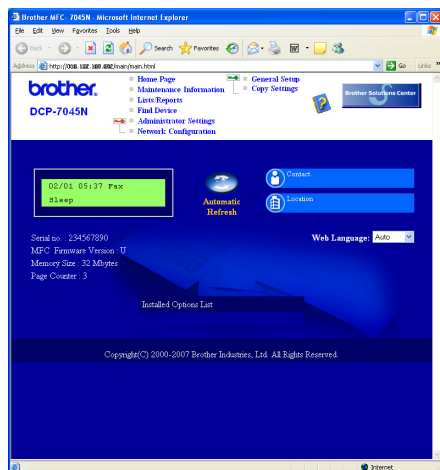 Brother MFC- 7045N - Microsoft Internet Explorer
File Edit View Favorites Tools Help
Back Search Favorites
Address /main/main.html Go Links
brother.
DCP-7045N
Home Page
Maintenance Information
Lists/Reports
Find Device
Administrator Settings
Network Configuration
General Setup
Copy Settings
Brother Solutions Center
02/01 05:37 Fax
Sleep
Automatic
Refresh
Contact
Location
Serial no. : 234567890
MFC Firmware Version : U
Memory Size : 32 Mbytes
Page Counter : 3
Web Language: Auto
Installed Options List
Copyright(C) 2000-2007 Brother Industries, Ltd. All Rights Reserved.
Internet